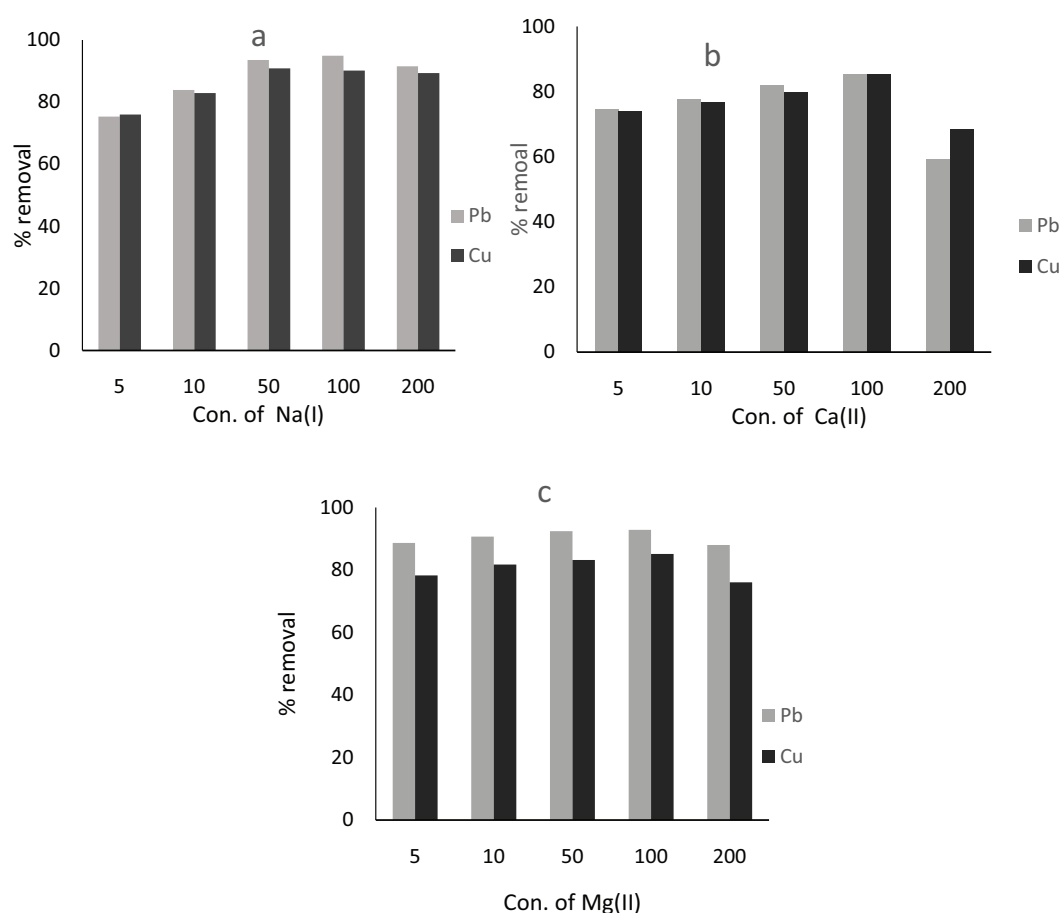 a
100
80
60
40
20
0
% removal
Pb
Cu
5 10 50 100 200
Con. of Na(I)
b
100
80
60
40
20
0
% remoal
Pb
Cu
5 10 50 100 200
Con. of Ca(II)
c
100
80
60
40
20
0
% removal
Pb
Cu
5 10 50 100 200
Con. of Mg(II)